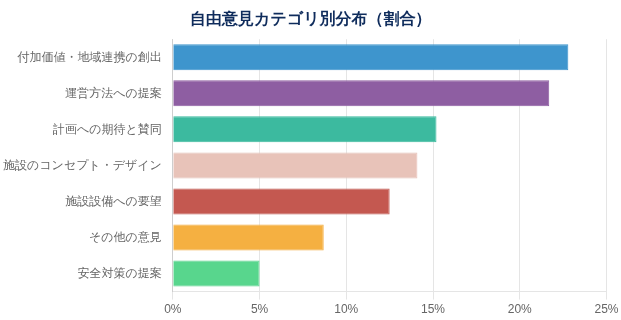 自由意見カテゴリ別分布（割合）
付加価値・地域連携の創出
運営方法への提案
計画への期待と賛同
施設のコンセプト・デザイン
施設設備への要望
その他の意見
安全対策の提案
0% 5% 10% 15% 20% 25%